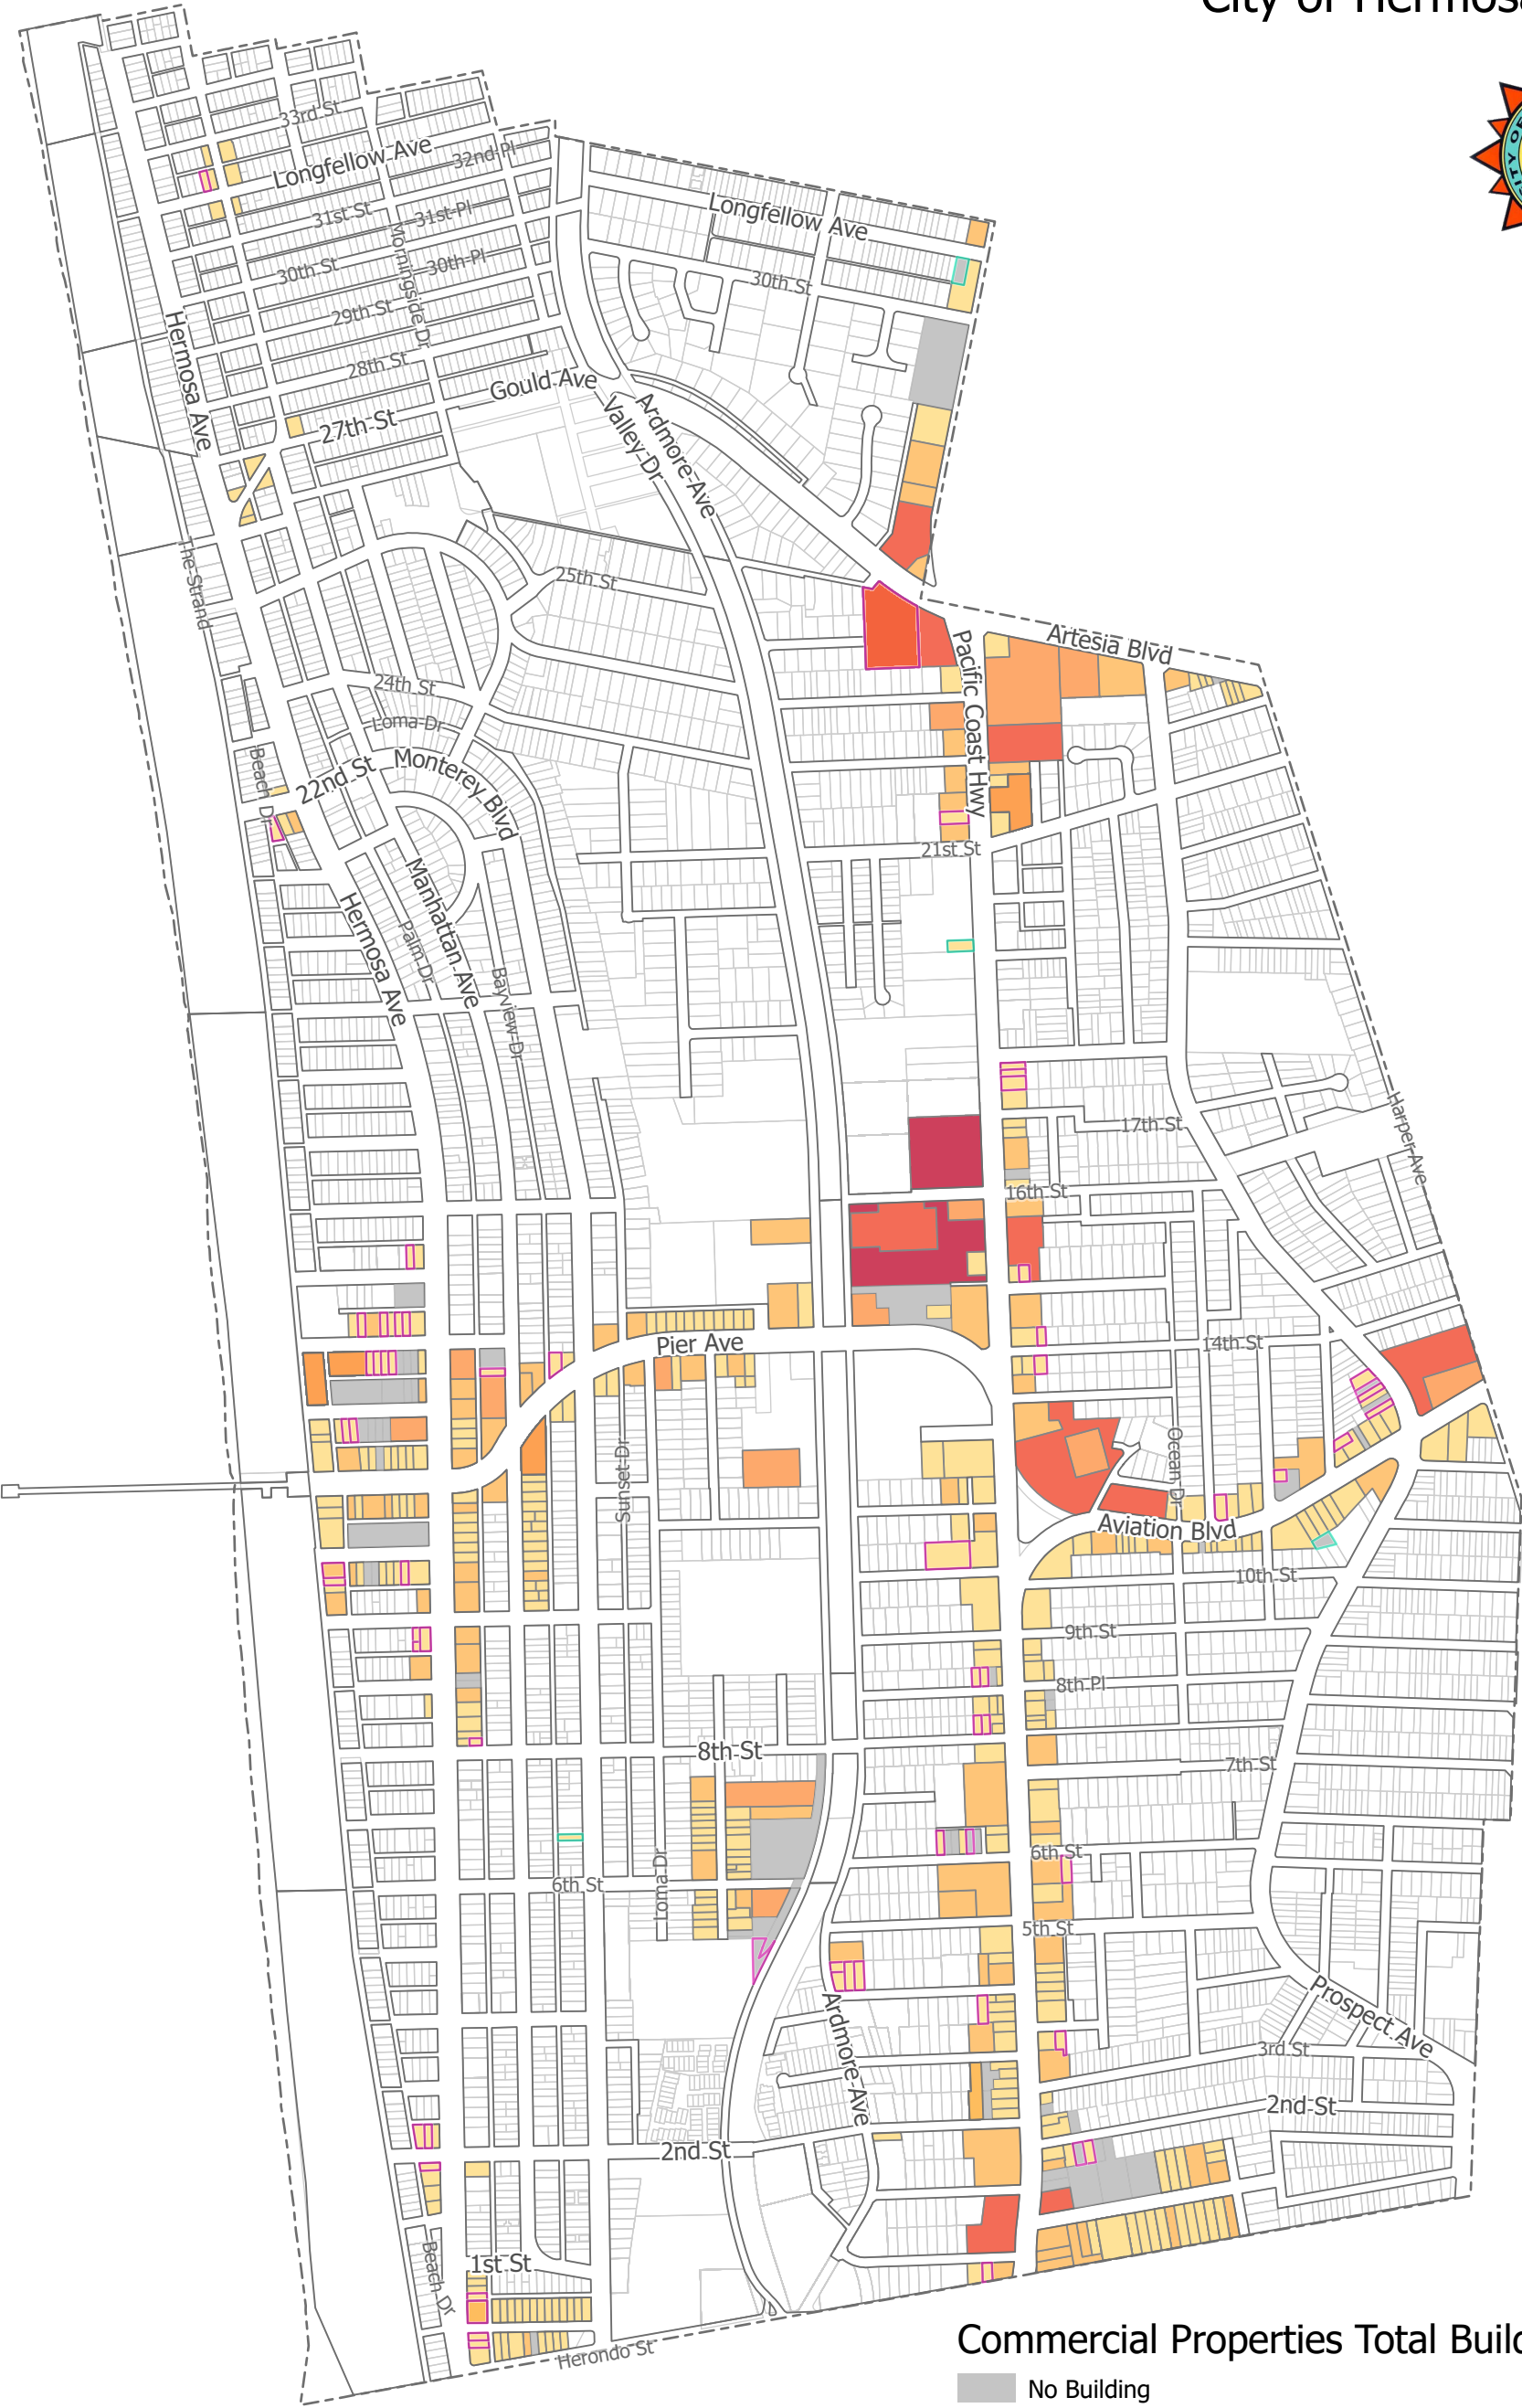 City of Hermosa
CITY OF
33rd St
Longfellow Ave
32nd Pl
31st St
31st Pl
Morningside Dr
30th St
30th Pl
29th St
28th St
Hermosa Ave
Gould Ave
27th St
Longfellow Ave
30th St
Valley Dr
Ardmore Ave
The Strand
25th St
Artesia Blvd
Pacific Coast Hwy
24th St
Loma Dr
Beach Dr
22nd St
Monterey Blvd
21st St
Manhattan Ave
Hermosa Ave
Palm Dr
Bayview Dr
17th St
Harper Ave
16th St
Pier Ave
14th St
Sunset Dr
Ocean Dr
Aviation Blvd
10th St
9th St
8th Pl
8th St
7th St
6th St
6th St
Loma Dr
5th St
Prospect Ave
Ardmore Ave
3rd St
2nd St
2nd St
1st St
Beach Dr
Herondo St
Commercial Properties Total Build
No Building